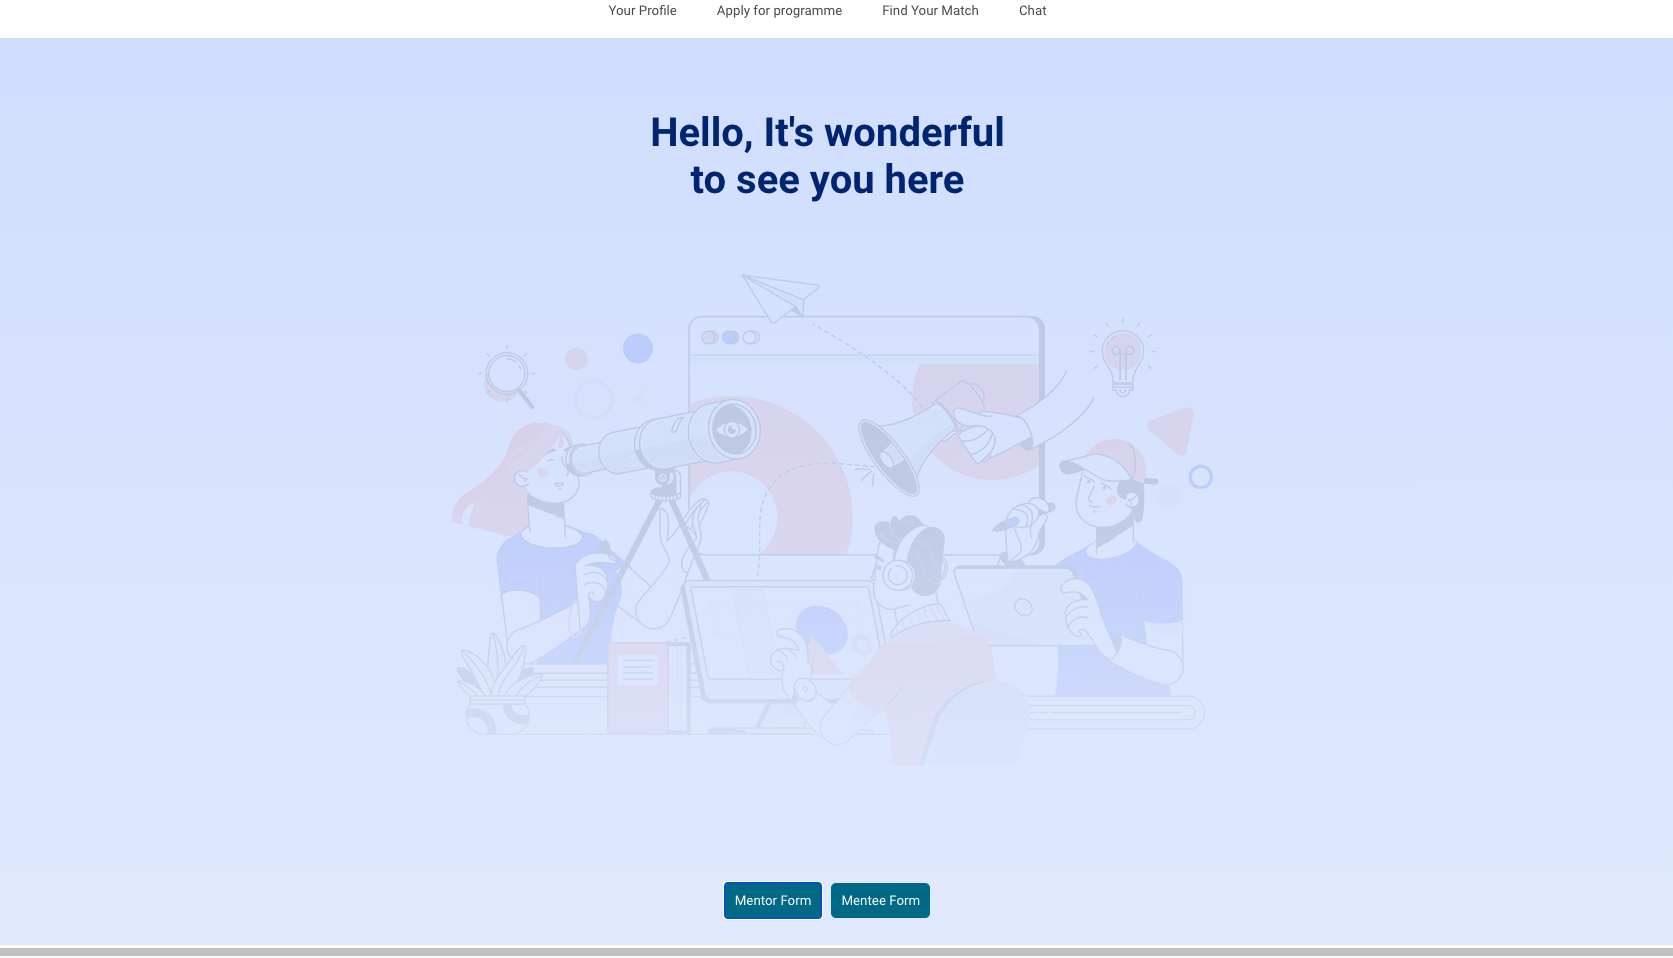 Your Profile Apply for programme Find Your Match Chat
Hello, It's wonderful
to see you here
Mentor Form Mentee Form